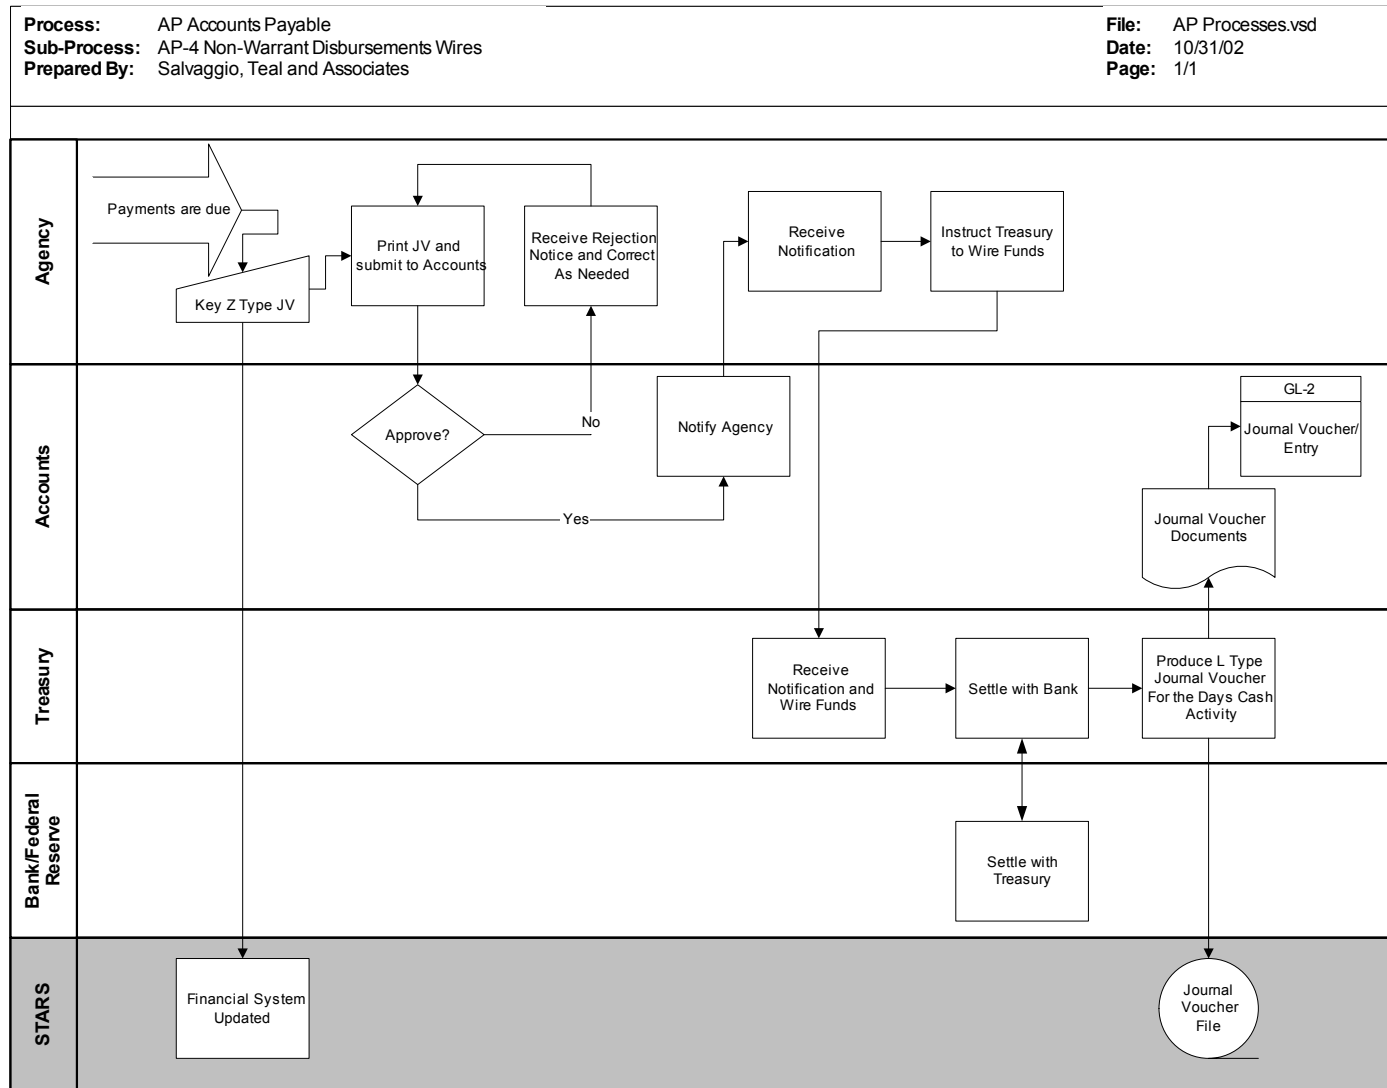 Process: AP Accounts Payable
Sub-Process: AP-4 Non-Warrant Disbursements Wires
Prepared By: Salvaggio, Teal and Associates
File: AP Processes.vsd
Date: 10/31/02
Page: 1/1
Agency
Payments are due
Key Z Type JV
Print JV and
submit to Accounts
Receive Rejection
Notice and Correct
As Needed
Receive
Notification
Instruct Treasury
to Wire Funds
Accounts
Approve?
No
Yes
Notify Agency
GL-2
Journal Voucher/
Entry
Journal Voucher
Documents
Treasury
Receive
Notification and
Wire Funds
Settle with Bank
Produce L Type
Journal Voucher
For the Days Cash
Activity
Bank/Federal
Reserve
Settle with
Treasury
STARS
Financial System
Updated
Journal
Voucher
File